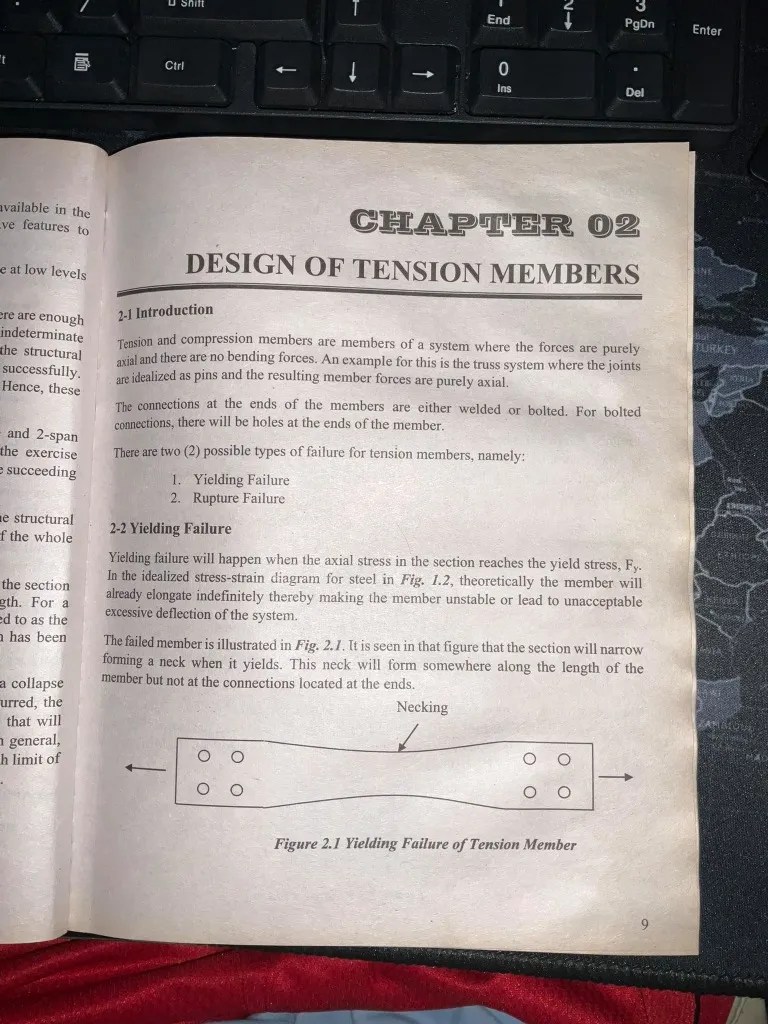 Shift
End
2
3
PgDn
Enter
Ctrl
0
Ins
.
Del
available in the
ve features to
e at low levels
ere are enough
indeterminate
the structural
successfully.
Hence, these
and 2-span
the exercise
succeeding
ne structural
f the whole
the section
gth. For a
ed to as the
n has been
a collapse
urred, the
that will
n general,
h limit of
CHAPTER 02
DESIGN OF TENSION MEMBERS
2-1 Introduction
Tension and compression members are members of a system where the forces are purely
axial and there are no bending forces. An example for this is the truss system where the joints
are idealized as pins and the resulting member forces are purely axial.
The connections at the ends of the members are either welded or bolted. For bolted
connections, there will be holes at the ends of the member.
There are two (2) possible types of failure for tension members, namely:
1. Yielding Failure
2. Rupture Failure
2-2 Yielding Failure
Yielding failure will happen when the axial stress in the section reaches the yield stress, Fy.
In the idealized stress-strain diagram for steel in Fig. 1.2, theoretically the member will
already elongate indefinitely thereby making the member unstable or lead to unacceptable
excessive deflection of the system.
The failed member is illustrated in Fig. 2.1. It is seen in that figure that the section will narrow
forming a neck when it yields. This neck will form somewhere along the length of the
member but not at the connections located at the ends.
Necking
Figure 2.1 Yielding Failure of Tension Member
9
TURKEY